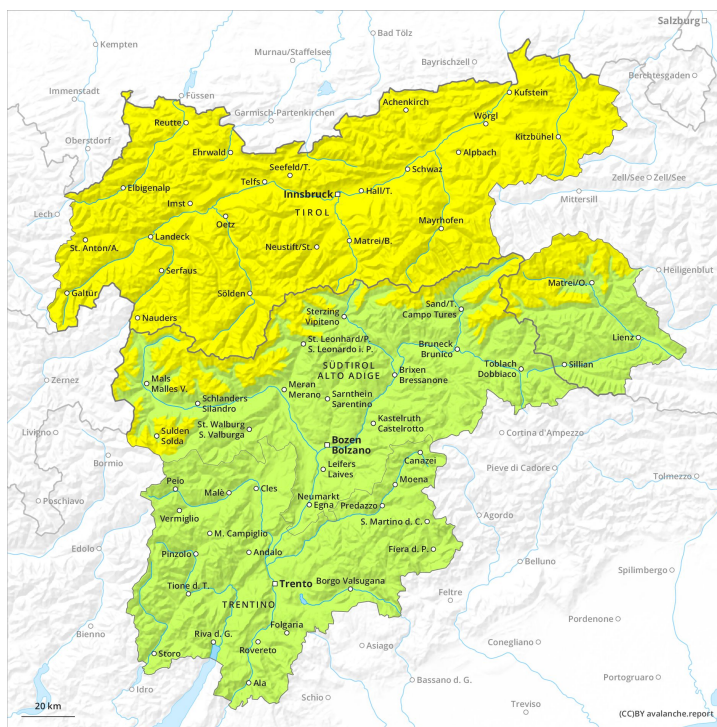 Salzburg
Kempten
Bad Tölz
Murnau/Staffelsee
Bayrischzell
Berchtesgaden
Immenstadt
Füssen
Garmisch-Partenkirchen
Achenkirch
Kufstein
Oberstdorf
Reutte
Wörgl
Kitzbühel
Ehrwald
Alpbach
Seefeld/T.
Schwaz
Zell/See
Zell/See
Telfs
Elbigenalp
Innsbruck
Hall/T.
Mittersill
Imst
TIROL
Lech
Oetz
Mayrhofen
Landeck
Neustift/St.
Matrei/B.
St. Anton/A.
Serfaus
Heiligenblut
Galtür
Sölden
Matrei/O.
Nauders
Sand/T.
Campo Tures
Sterzing
Vipiteno
Lienz
St. Leonhard/P.
S. Leonardo i. P.
Bruneck
Brunico
Toblach
Dobbiaco
Sillian
SÜDTIROL
ALTO ADIGE
Brixen
Bressanone
Zernez
Mals
Malles V.
Meran
Merano
Schlanders
Silandro
Sarnthein
Sarentino
Kastelruth
Castelrotto
St. Walburg
S. Valburga
Livigno
Sulden
Solda
Cortina d'Ampezzo
Bozen
Bolzano
Bormio
Canazei
Pieve di Cadore
Leifers
Laives
Tolmezzo
Poschiavo
Peio
Malè
Cles
Moena
Neumarkt
Egna
Predazzo
Vermiglio
Agordo
S. Martino d. C.
M. Campiglio
Edolo
Pinzolo
Andalo
Fiera d. P.
Belluno
Spilimbergo
Trento
Borgo Valsugana
Tione d. T.
Feltre
TRENTINO
Pordenone
Folgaria
Bienno
Riva d. G.
Rovereto
Asiago
Conegliano
Storo
Bassano d. G.
Portogruaro
Idro
Ala
Schio
Treviso
20 km
(CC)BY avalanche.report